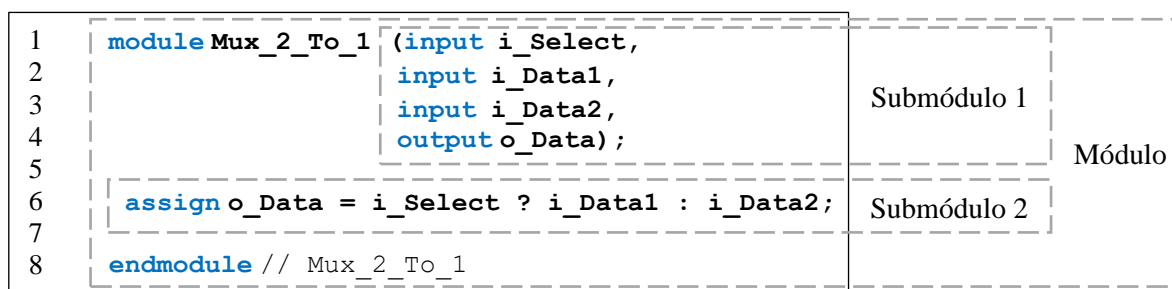 1 module Mux_2_To_1 (input i_Select,
2 input i_Data1,
3 input i_Data2,
Submódulo 1
4 output o_Data);
Módulo
5
6 assign o_Data = i_Select ? i_Data1 : i_Data2;
Submódulo 2
7
8 endmodule // Mux_2_To_1